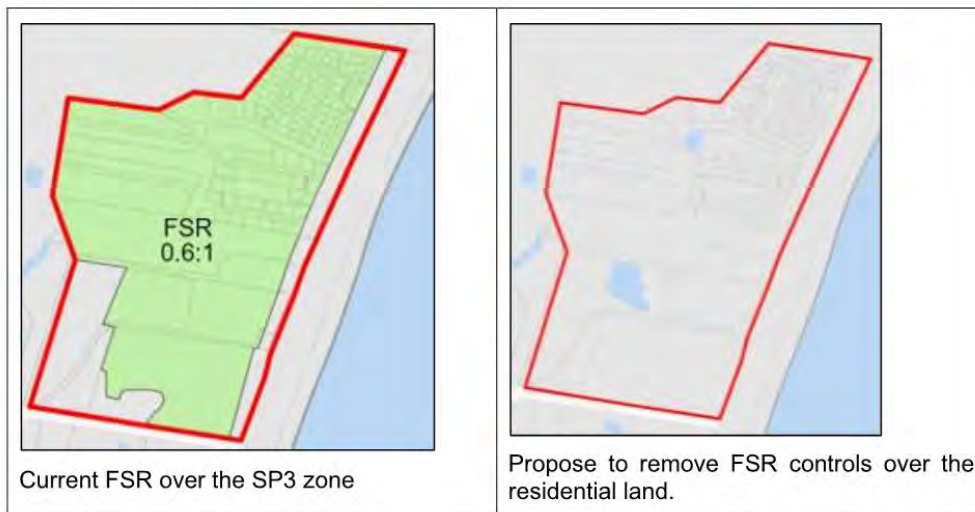 FSR
0.6:1
Current FSR over the SP3 zone
Propose to remove FSR controls over the
residential land.